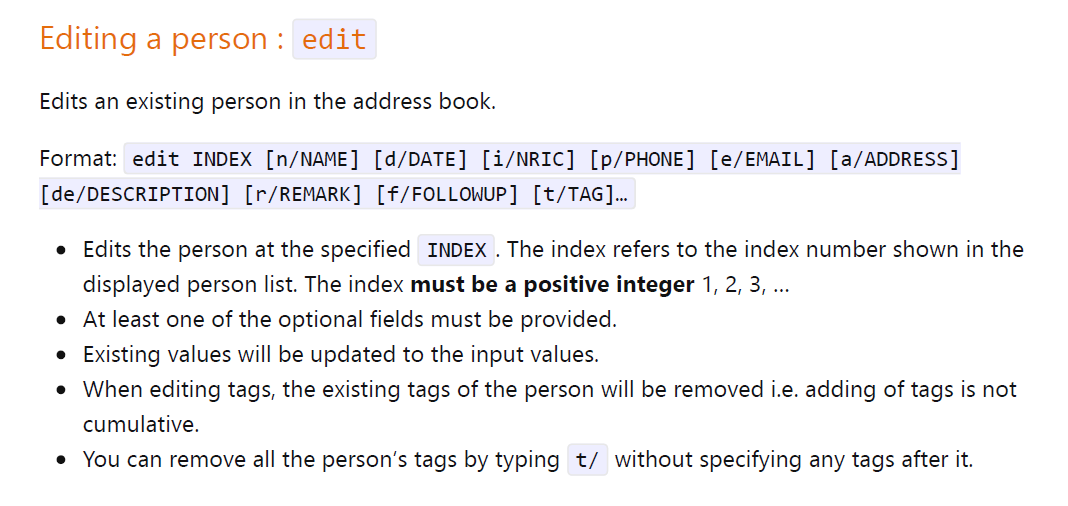 Editing a person : edit
Edits an existing person in the address book.
Format: edit INDEX [n/NAME] [d/DATE] [i/NRIC] [p/PHONE] [e/EMAIL] [a/ADDRESS]
[de/DESCRIPTION] [r/REMARK] [f/FOLLOWUP] [t/TAG]…
• Edits the person at the specified INDEX. The index refers to the index number shown in the
displayed person list. The index must be a positive integer 1, 2, 3, …
• At least one of the optional fields must be provided.
• Existing values will be updated to the input values.
• When editing tags, the existing tags of the person will be removed i.e. adding of tags is not
cumulative.
• You can remove all the person’s tags by typing t/ without specifying any tags after it.